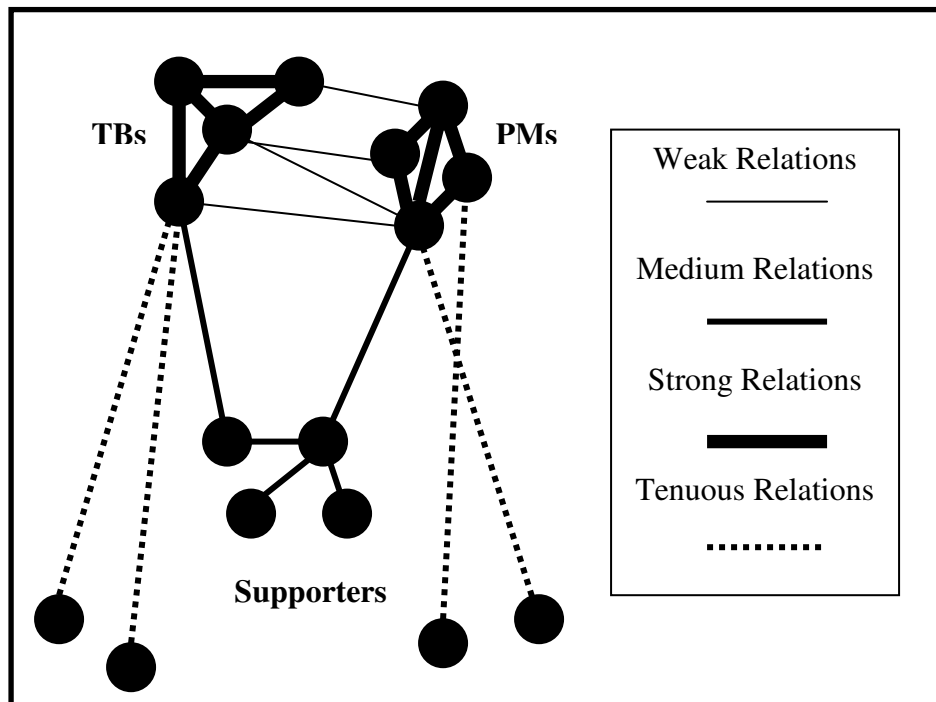 TBs
PMs
Weak Relations
Medium Relations
Strong Relations
Tenuous Relations
Supporters